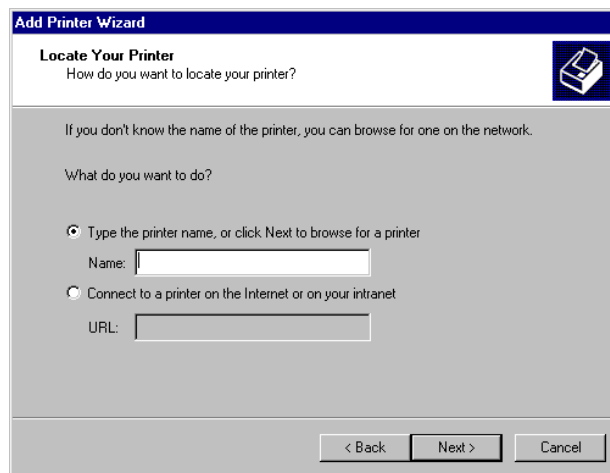 Add Printer Wizard
Locate Your Printer
How do you want to locate your printer?
If you don't know the name of the printer, you can browse for one on the network.
What do you want to do?
Type the printer name, or click Next to browse for a printer
Name:
Connect to a printer on the Internet or on your intranet
URL:
< Back Next > Cancel